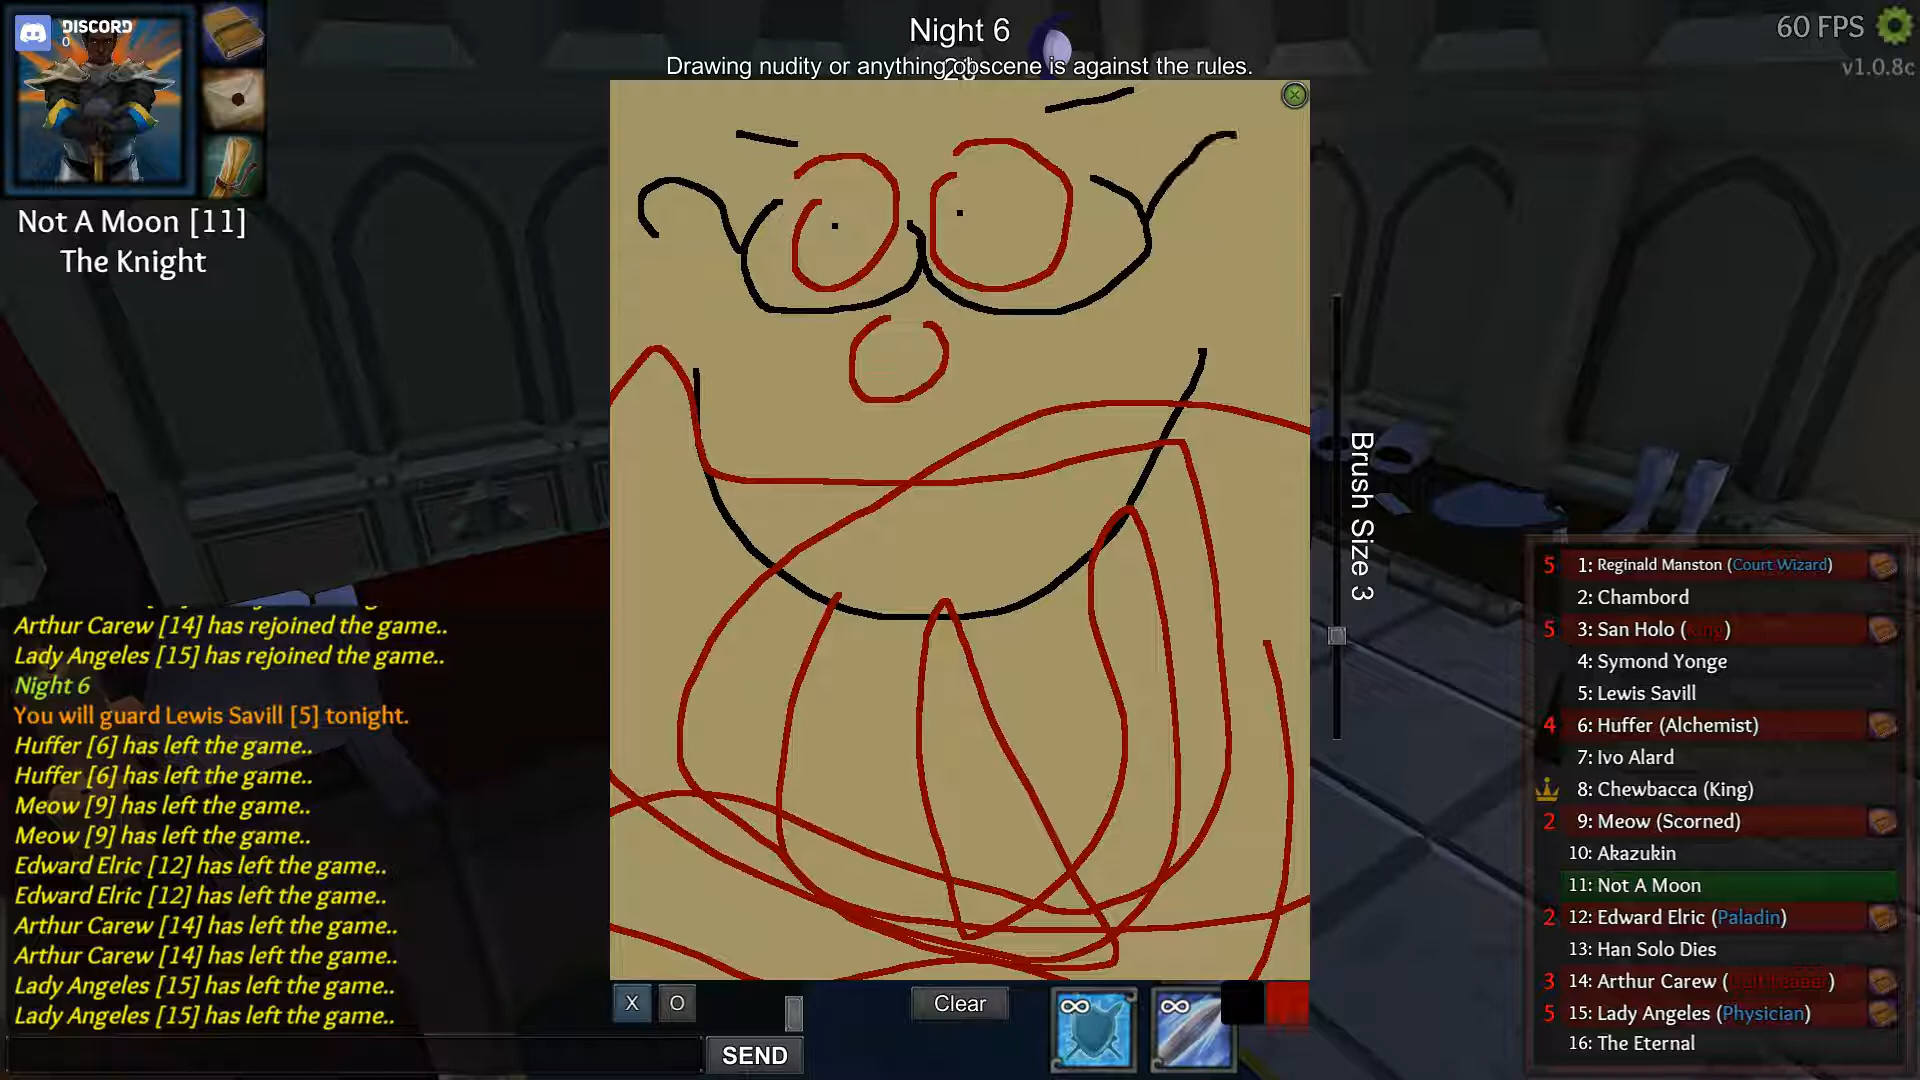 DISCORD
0
Night 6
Drawing nudity or anything obscene is against the rules.
60 FPS
v1.0.8c
Not A Moon [11]
The Knight
Arthur Carew [14] has rejoined the game..
Lady Angeles [15] has rejoined the game..
Night 6
You will guard Lewis Savill [5] tonight.
Huffer [6] has left the game..
Huffer [6] has left the game..
Meow [9] has left the game..
Meow [9] has left the game..
Edward Elric [12] has left the game..
Edward Elric [12] has left the game..
Arthur Carew [14] has left the game..
Arthur Carew [14] has left the game..
Lady Angeles [15] has left the game..
Lady Angeles [15] has left the game..
SEND
X
O
Clear
∞
∞
Brush Size 3
5 1: Reginald Manston (Court Wizard)
2: Chambord
5 3: San Holo (King)
4: Symond Yonge
5: Lewis Savill
4 6: Huffer (Alchemist)
7: Ivo Alard
8: Chewbacca (King)
2 9: Meow (Scorned)
10: Akazukin
11: Not A Moon
2 12: Edward Elric (Paladin)
13: Han Solo Dies
3 14: Arthur Carew (Cult Leader)
5 15: Lady Angeles (Physician)
16: The Eternal